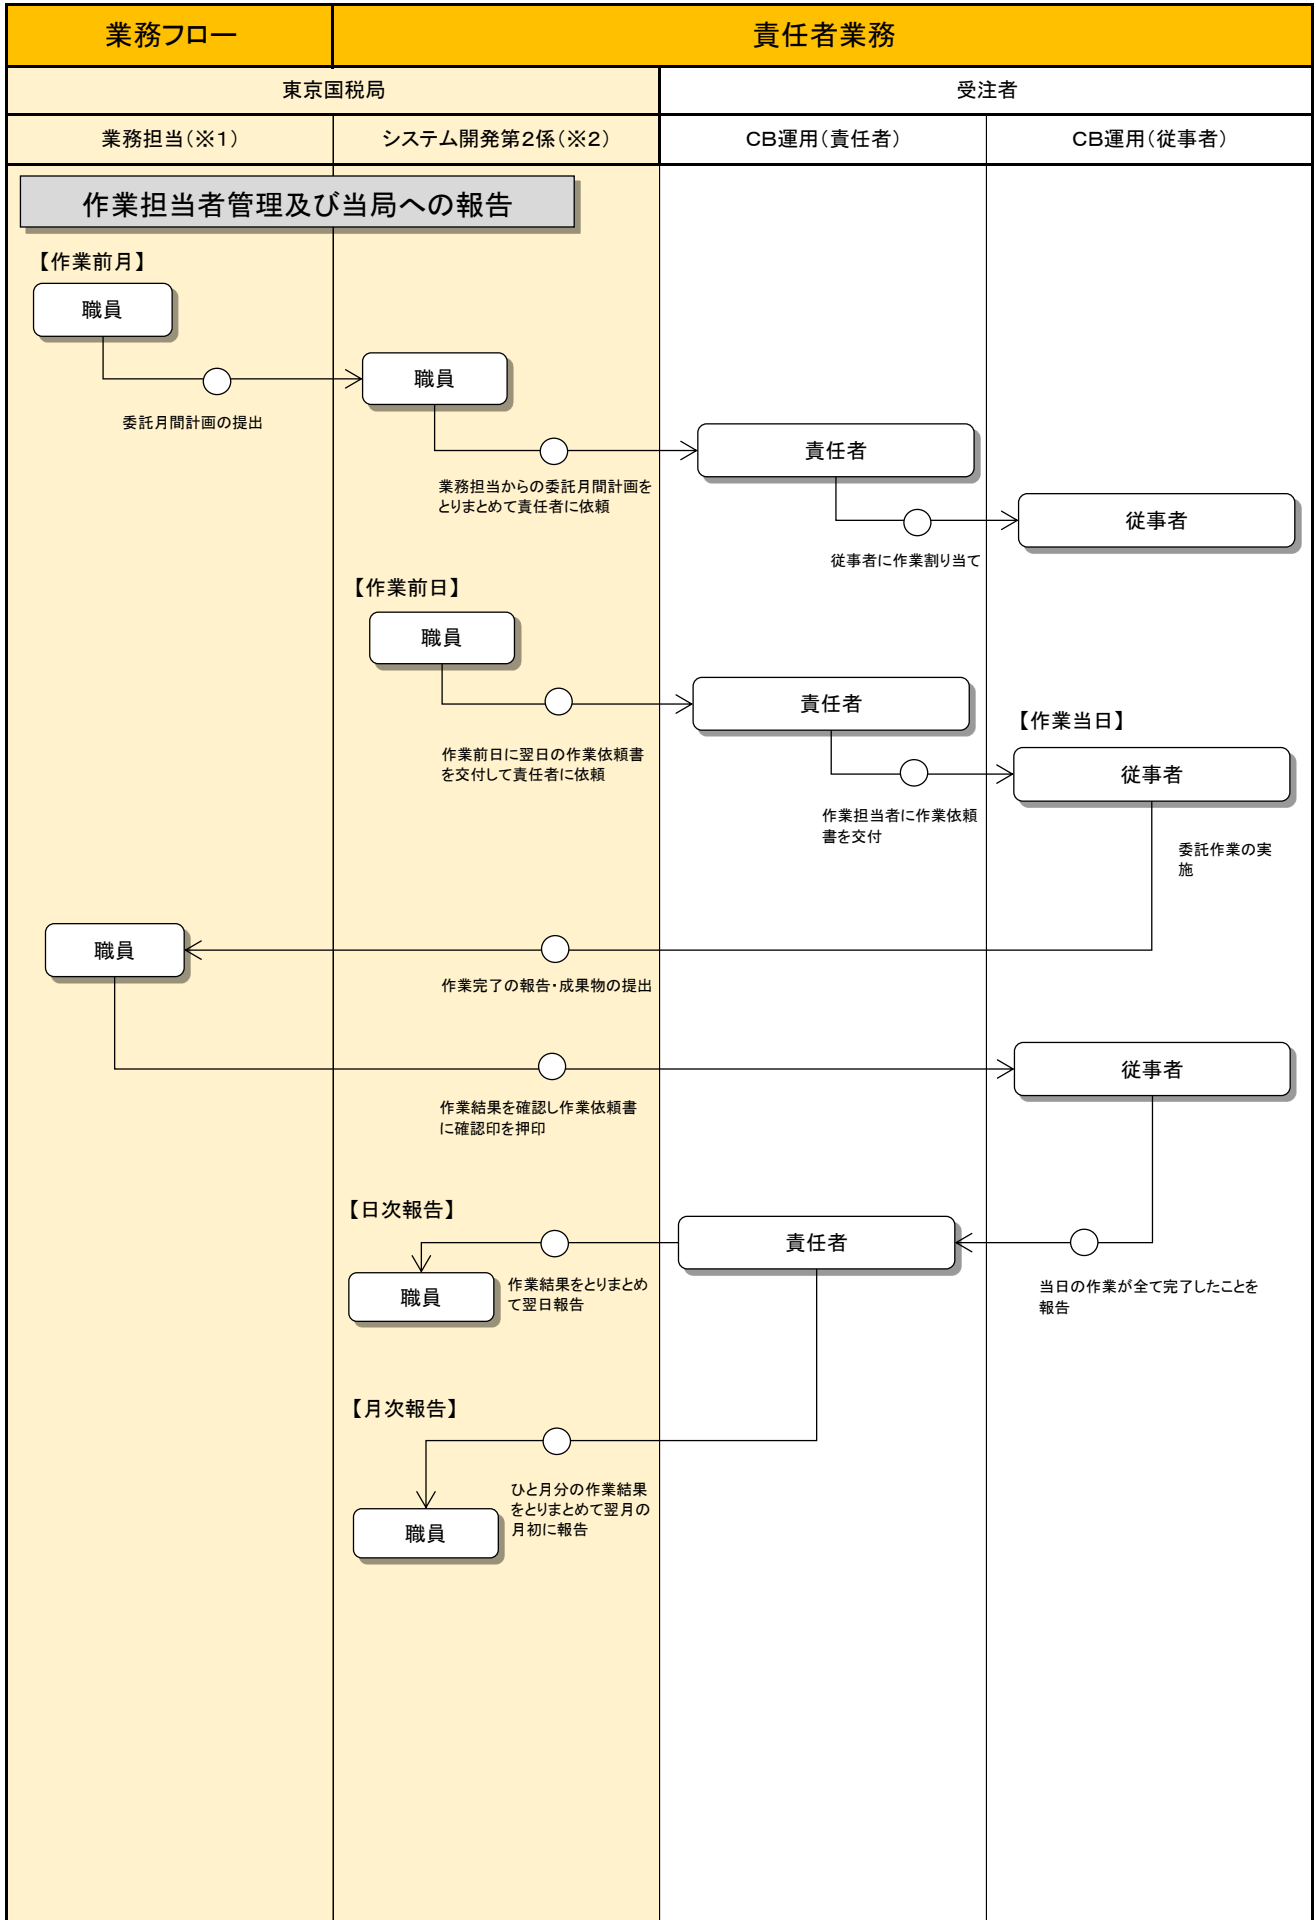 業務フロー
責任者業務
東京国税局
受注者
業務担当(※1)
システム開発第2係(※2)
CB運用(責任者)
CB運用(従事者)
作業担当者管理及び当局への報告
【作業前月】
職員
職員
委託月間計画の提出
責任者
業務担当からの委託月間計画を
とりまとめて責任者に依頼
従事者
従事者に作業割り当て
【作業前日】
職員
責任者
【作業当日】
作業前日に翌日の作業依頼書
を交付して責任者に依頼
従事者
作業担当者に作業依頼
書を交付
委託作業の実
施
職員
作業完了の報告・成果物の提出
従事者
作業結果を確認し作業依頼書
に確認印を押印
【日次報告】
責任者
職員
作業結果をとりまとめ
て翌日報告
当日の作業が全て完了したことを
報告
【月次報告】
ひと月分の作業結果
をとりまとめて翌月の
月初に報告
職員